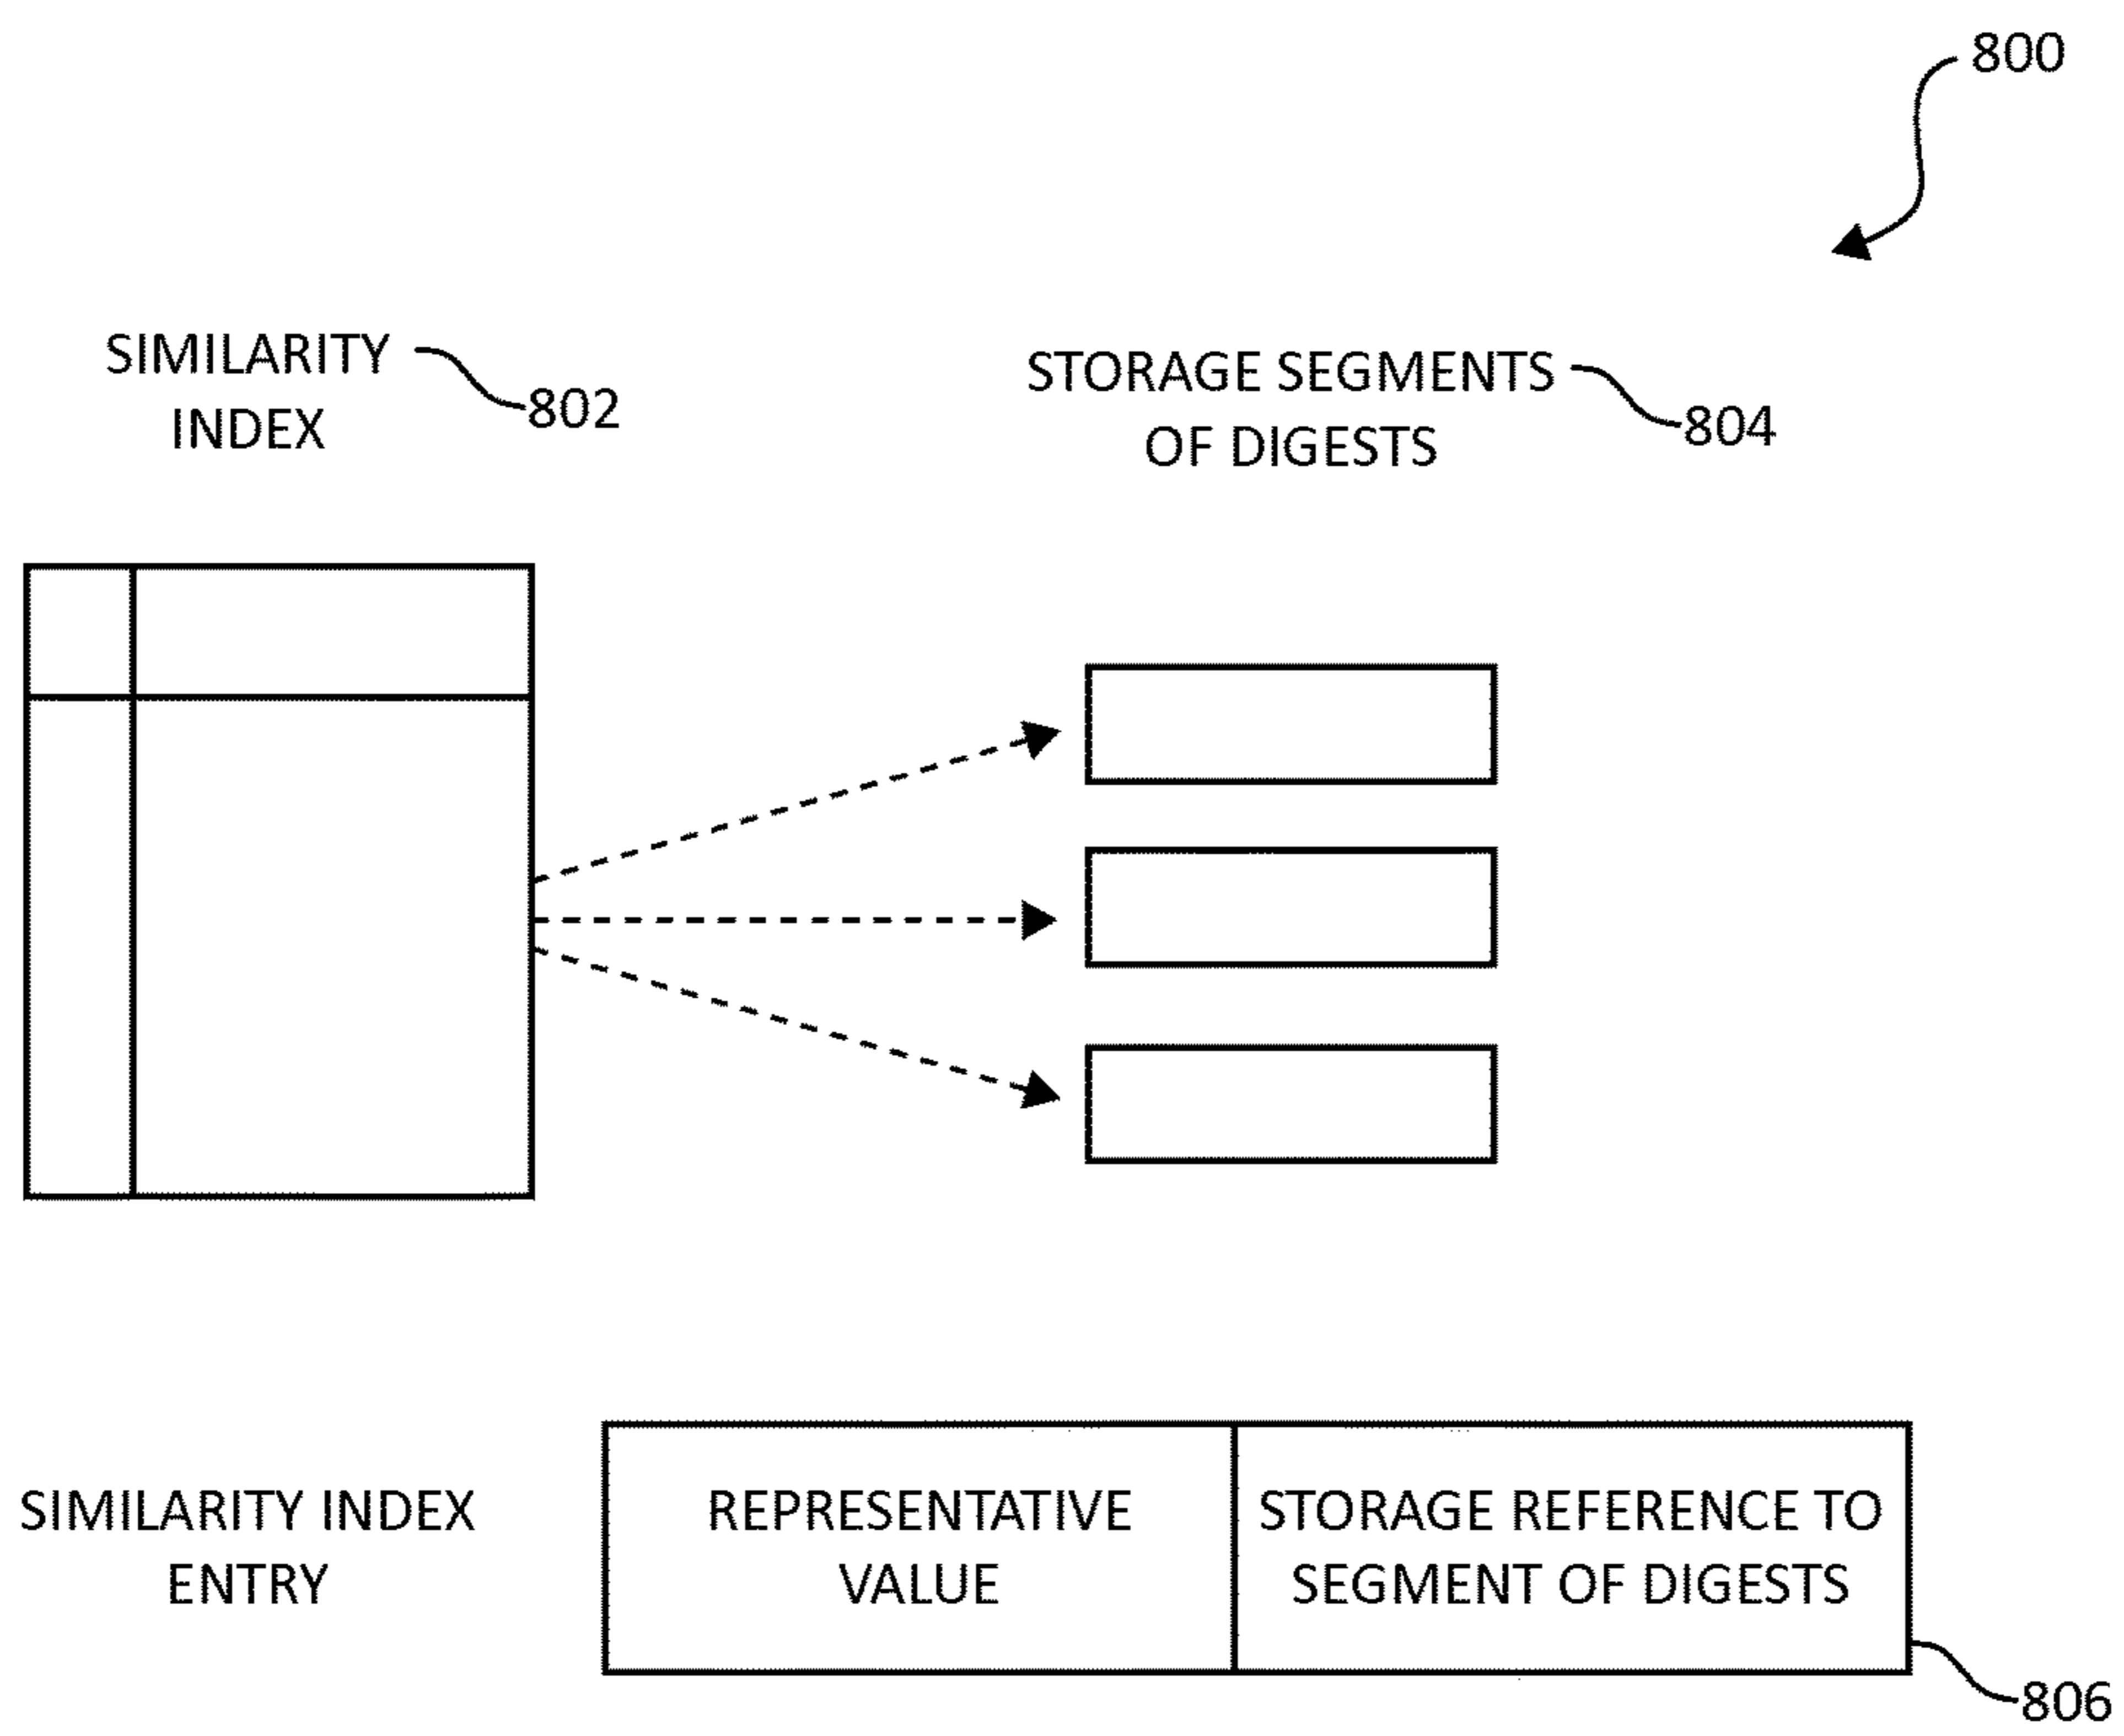 800
SIMILARITY
INDEX
802
STORAGE SEGMENTS
OF DIGESTS
804
SIMILARITY INDEX
ENTRY
REPRESENTATIVE
VALUE
STORAGE REFERENCE TO
SEGMENT OF DIGESTS
806